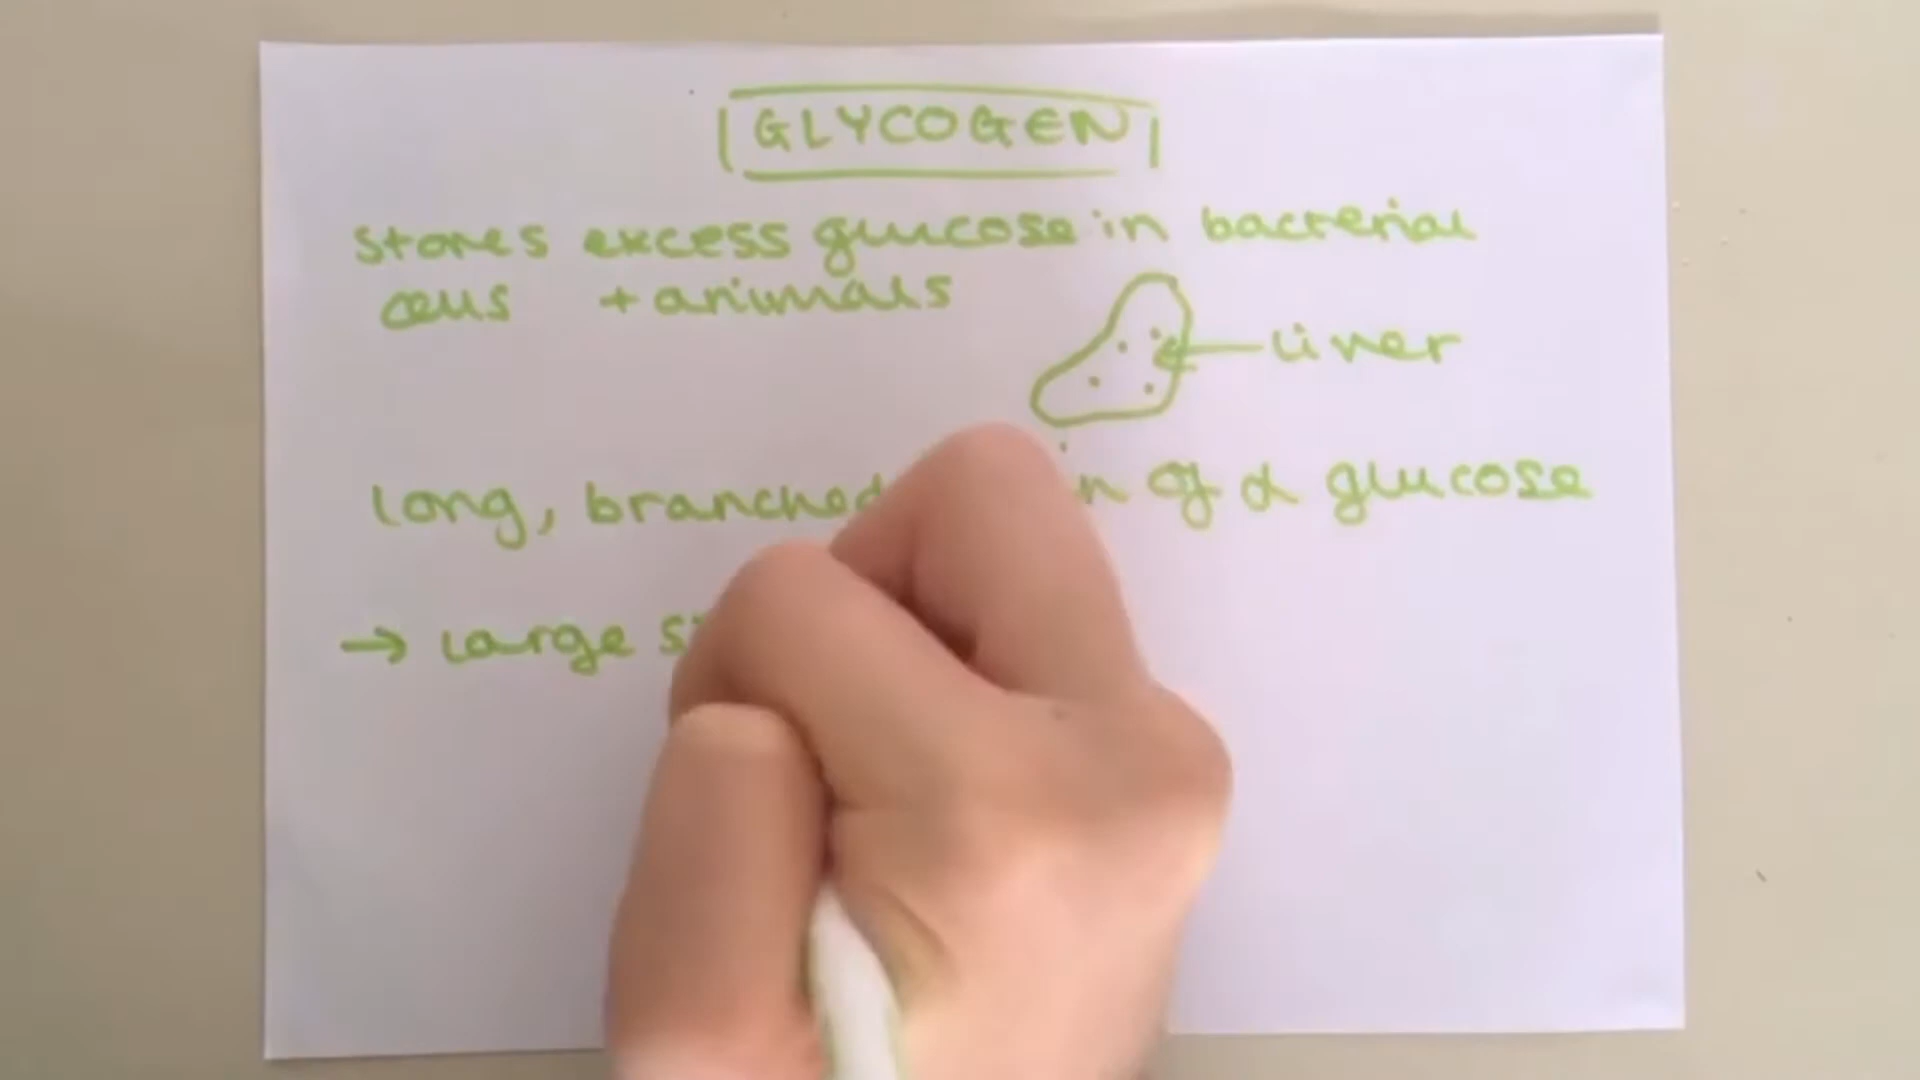 GLYCOGEN
stores excess glucose in bacterial
cells + animals
liver
long, branched of α glucose
→ large